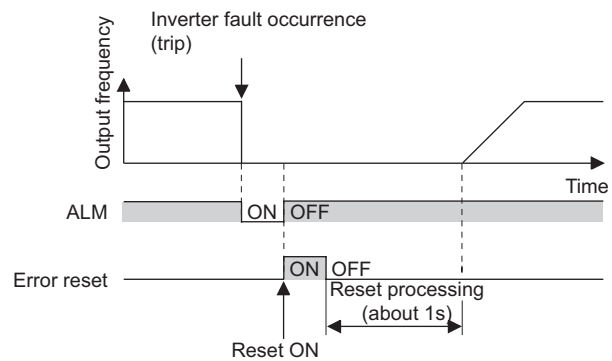 Inverter fault occurrence
(trip)
Output frequency
Time
ALM
ON
OFF
Error reset
ON
OFF
Reset processing
(about 1s)
Reset ON